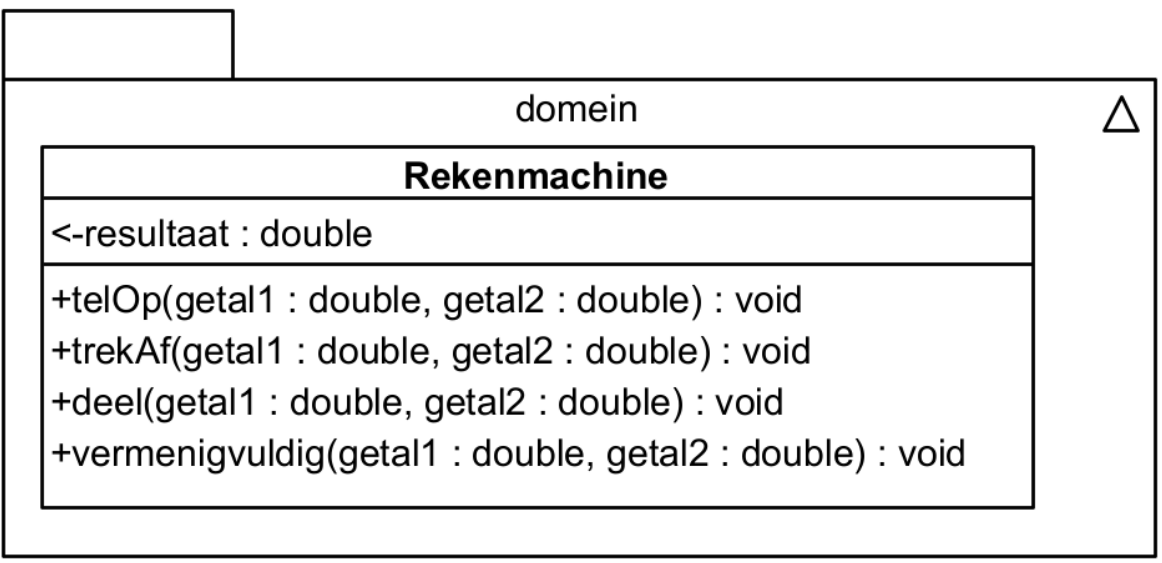 domein
Rekenmachine
<-resultaat : double
+telOp(getal1 : double, getal2 : double) : void
+trekAf(getal1 : double, getal2 : double) : void
+deel(getal1 : double, getal2 : double) : void
+vermenigvuldig(getal1 : double, getal2 : double) : void